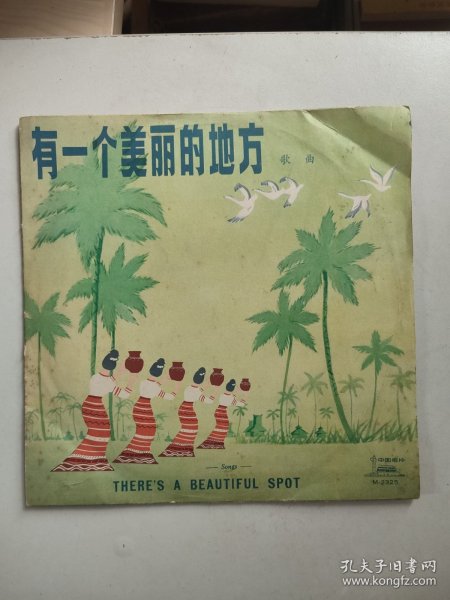 有一个美丽的地方
歌 曲
Songs
THERE'S A BEAUTIFUL SPOT
中国唱片
M-2325
孔夫子旧书网
www.kongfz.com